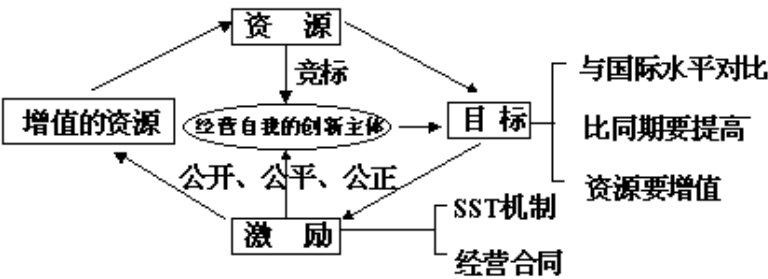 资 源
竞标
与国际水平对比
增值的资源
经营自我的创新主体
目 标
比同期要提高
公开、公平、公正
资源要增值
SST机制
激 励
经营合同